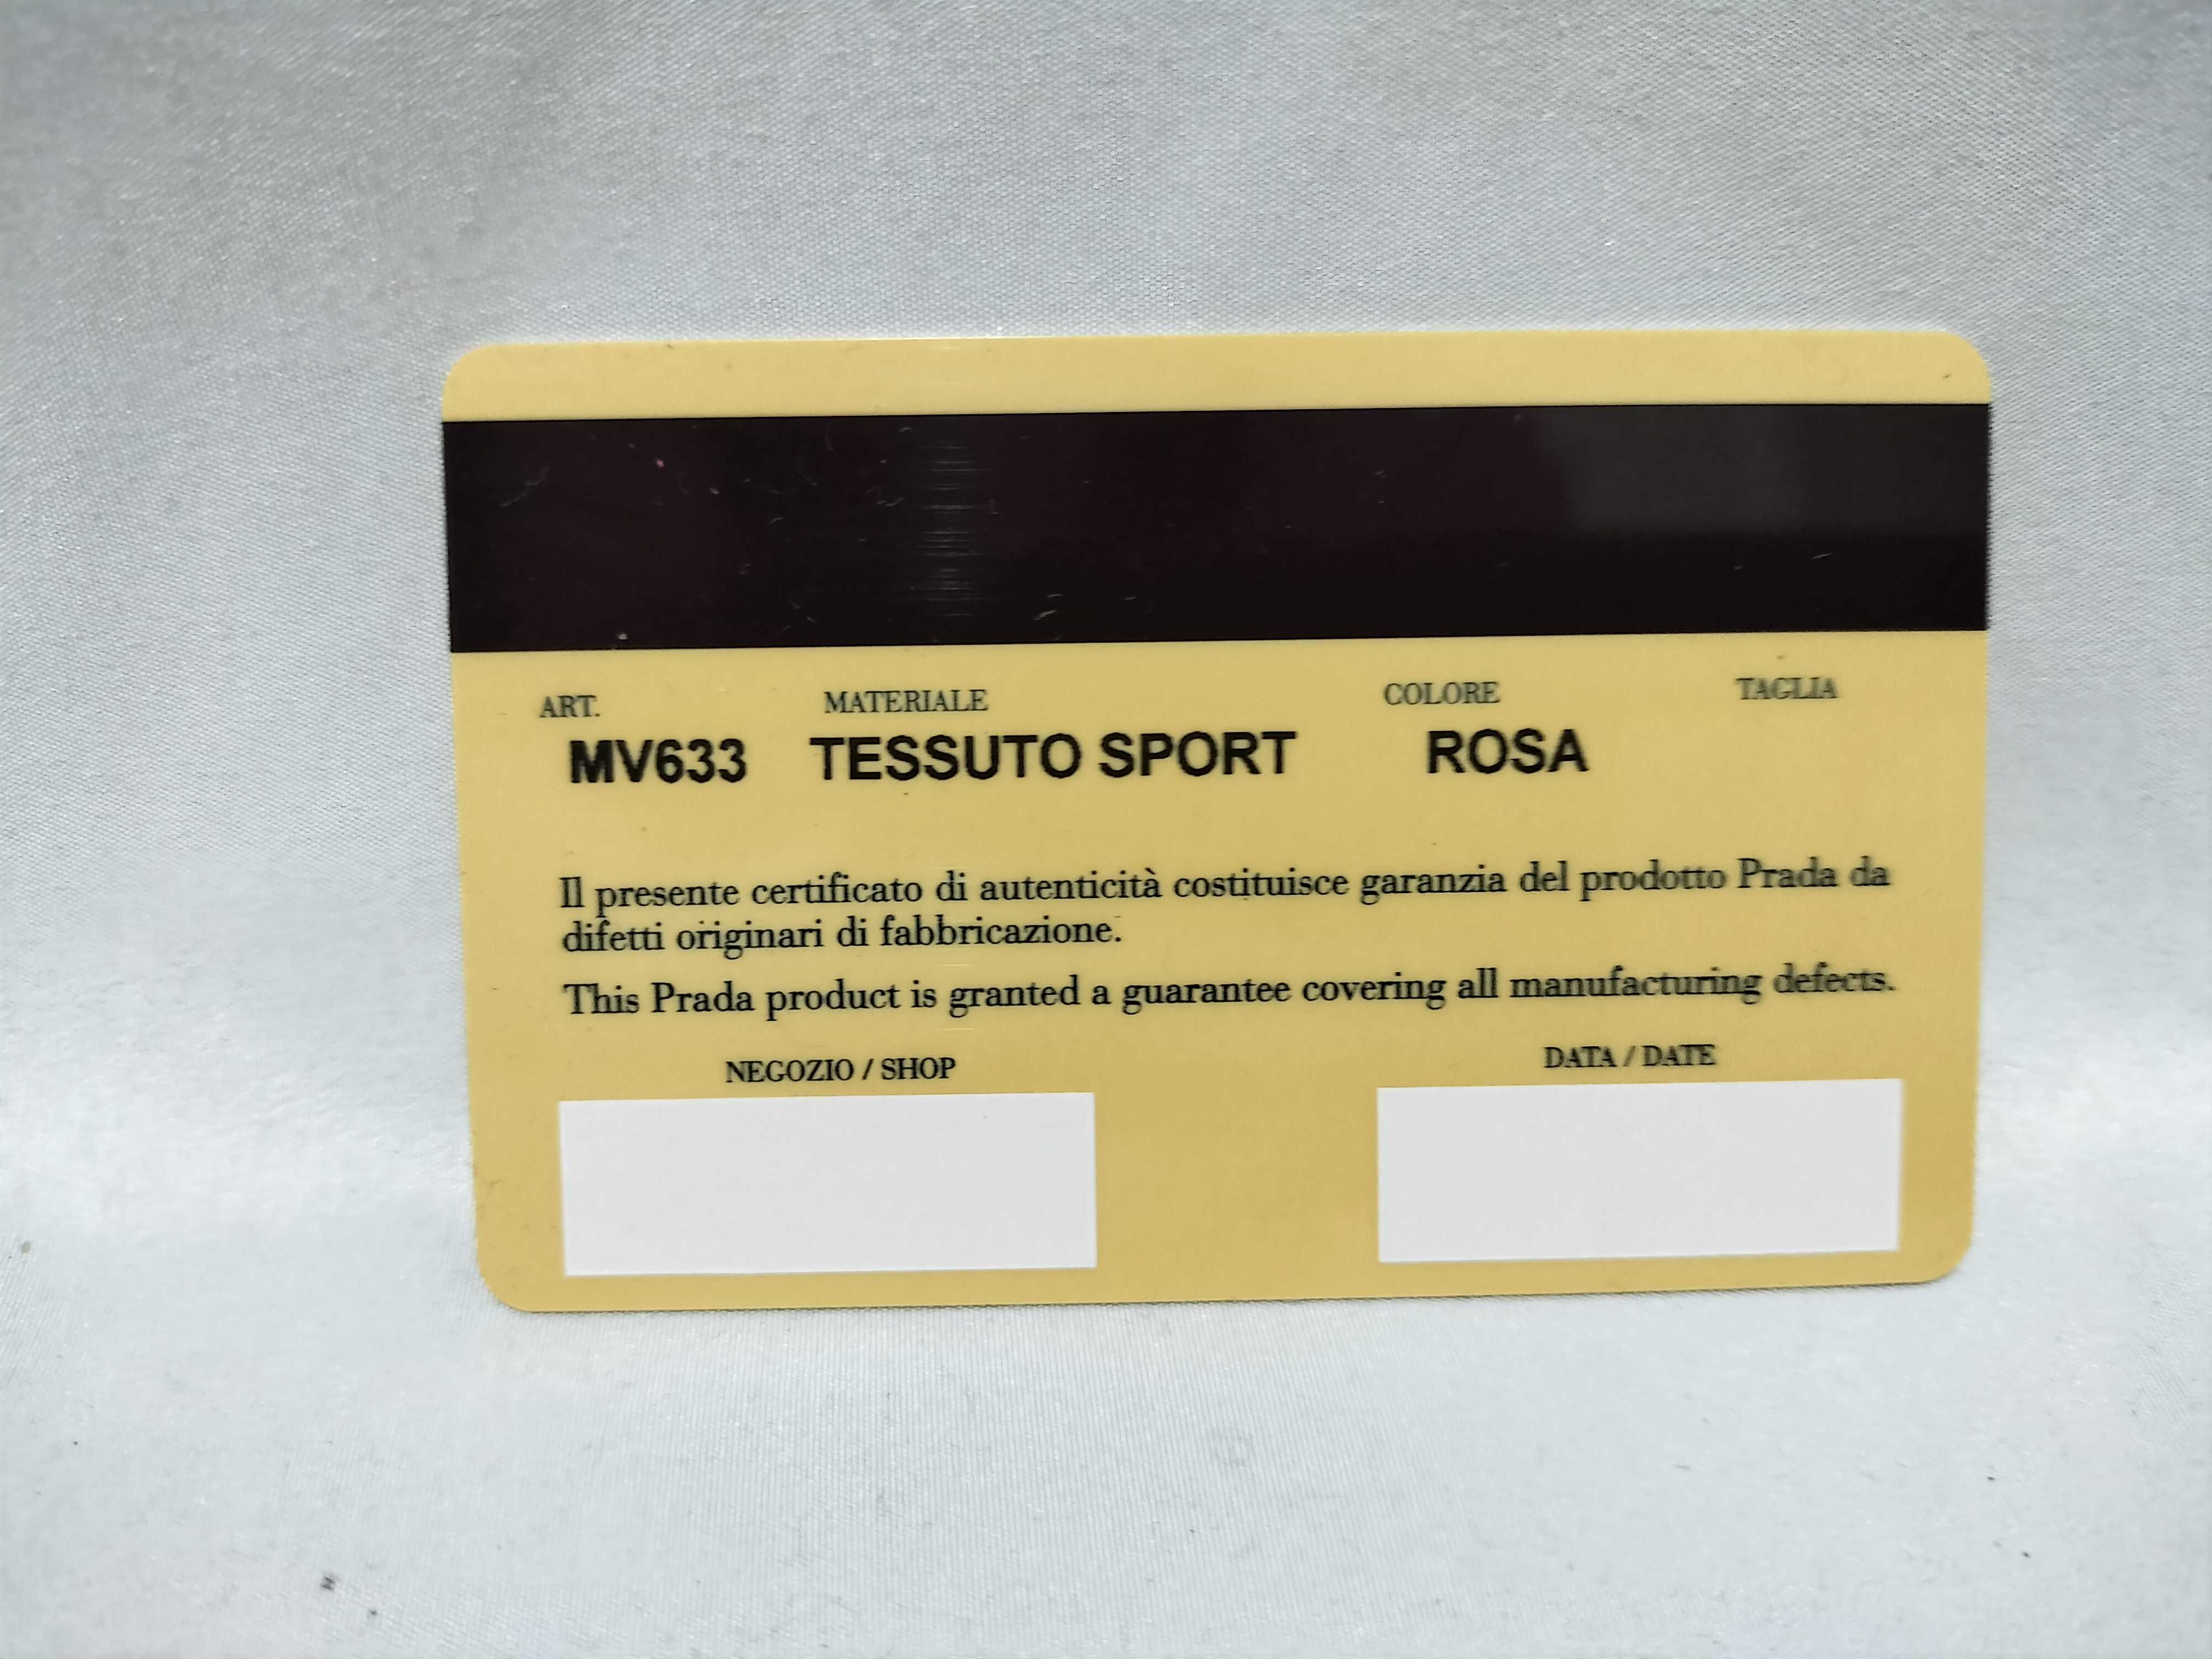 ART. MATERIALE COLORE TAGLIA
MV633 TESSUTO SPORT ROSA
Il presente certificato di autenticità costituisce garanzia del prodotto Prada da
difetti originari di fabbricazione.
This Prada product is granted a guarantee covering all manufacturing defects.
NEGOZIO / SHOP DATA / DATE